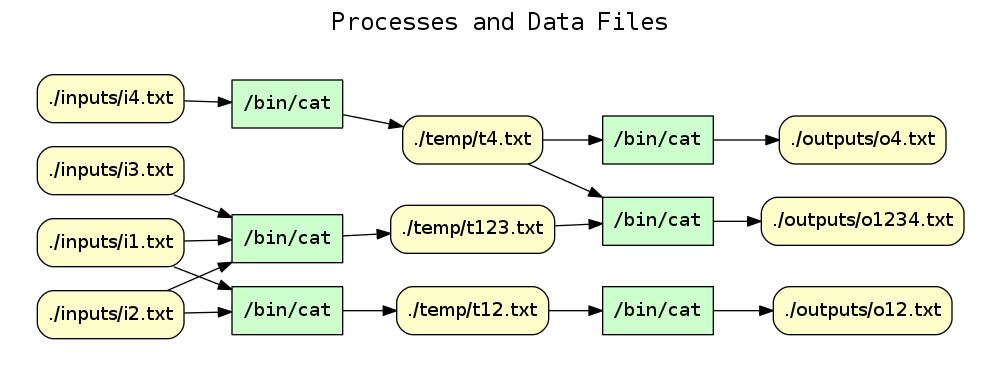 Processes and Data Files
./inputs/i4.txt
/bin/cat
./temp/t4.txt
/bin/cat
./outputs/o4.txt
./inputs/i3.txt
./inputs/i1.txt
/bin/cat
./temp/t123.txt
/bin/cat
./outputs/o1234.txt
./inputs/i2.txt
/bin/cat
./temp/t12.txt
/bin/cat
./outputs/o12.txt